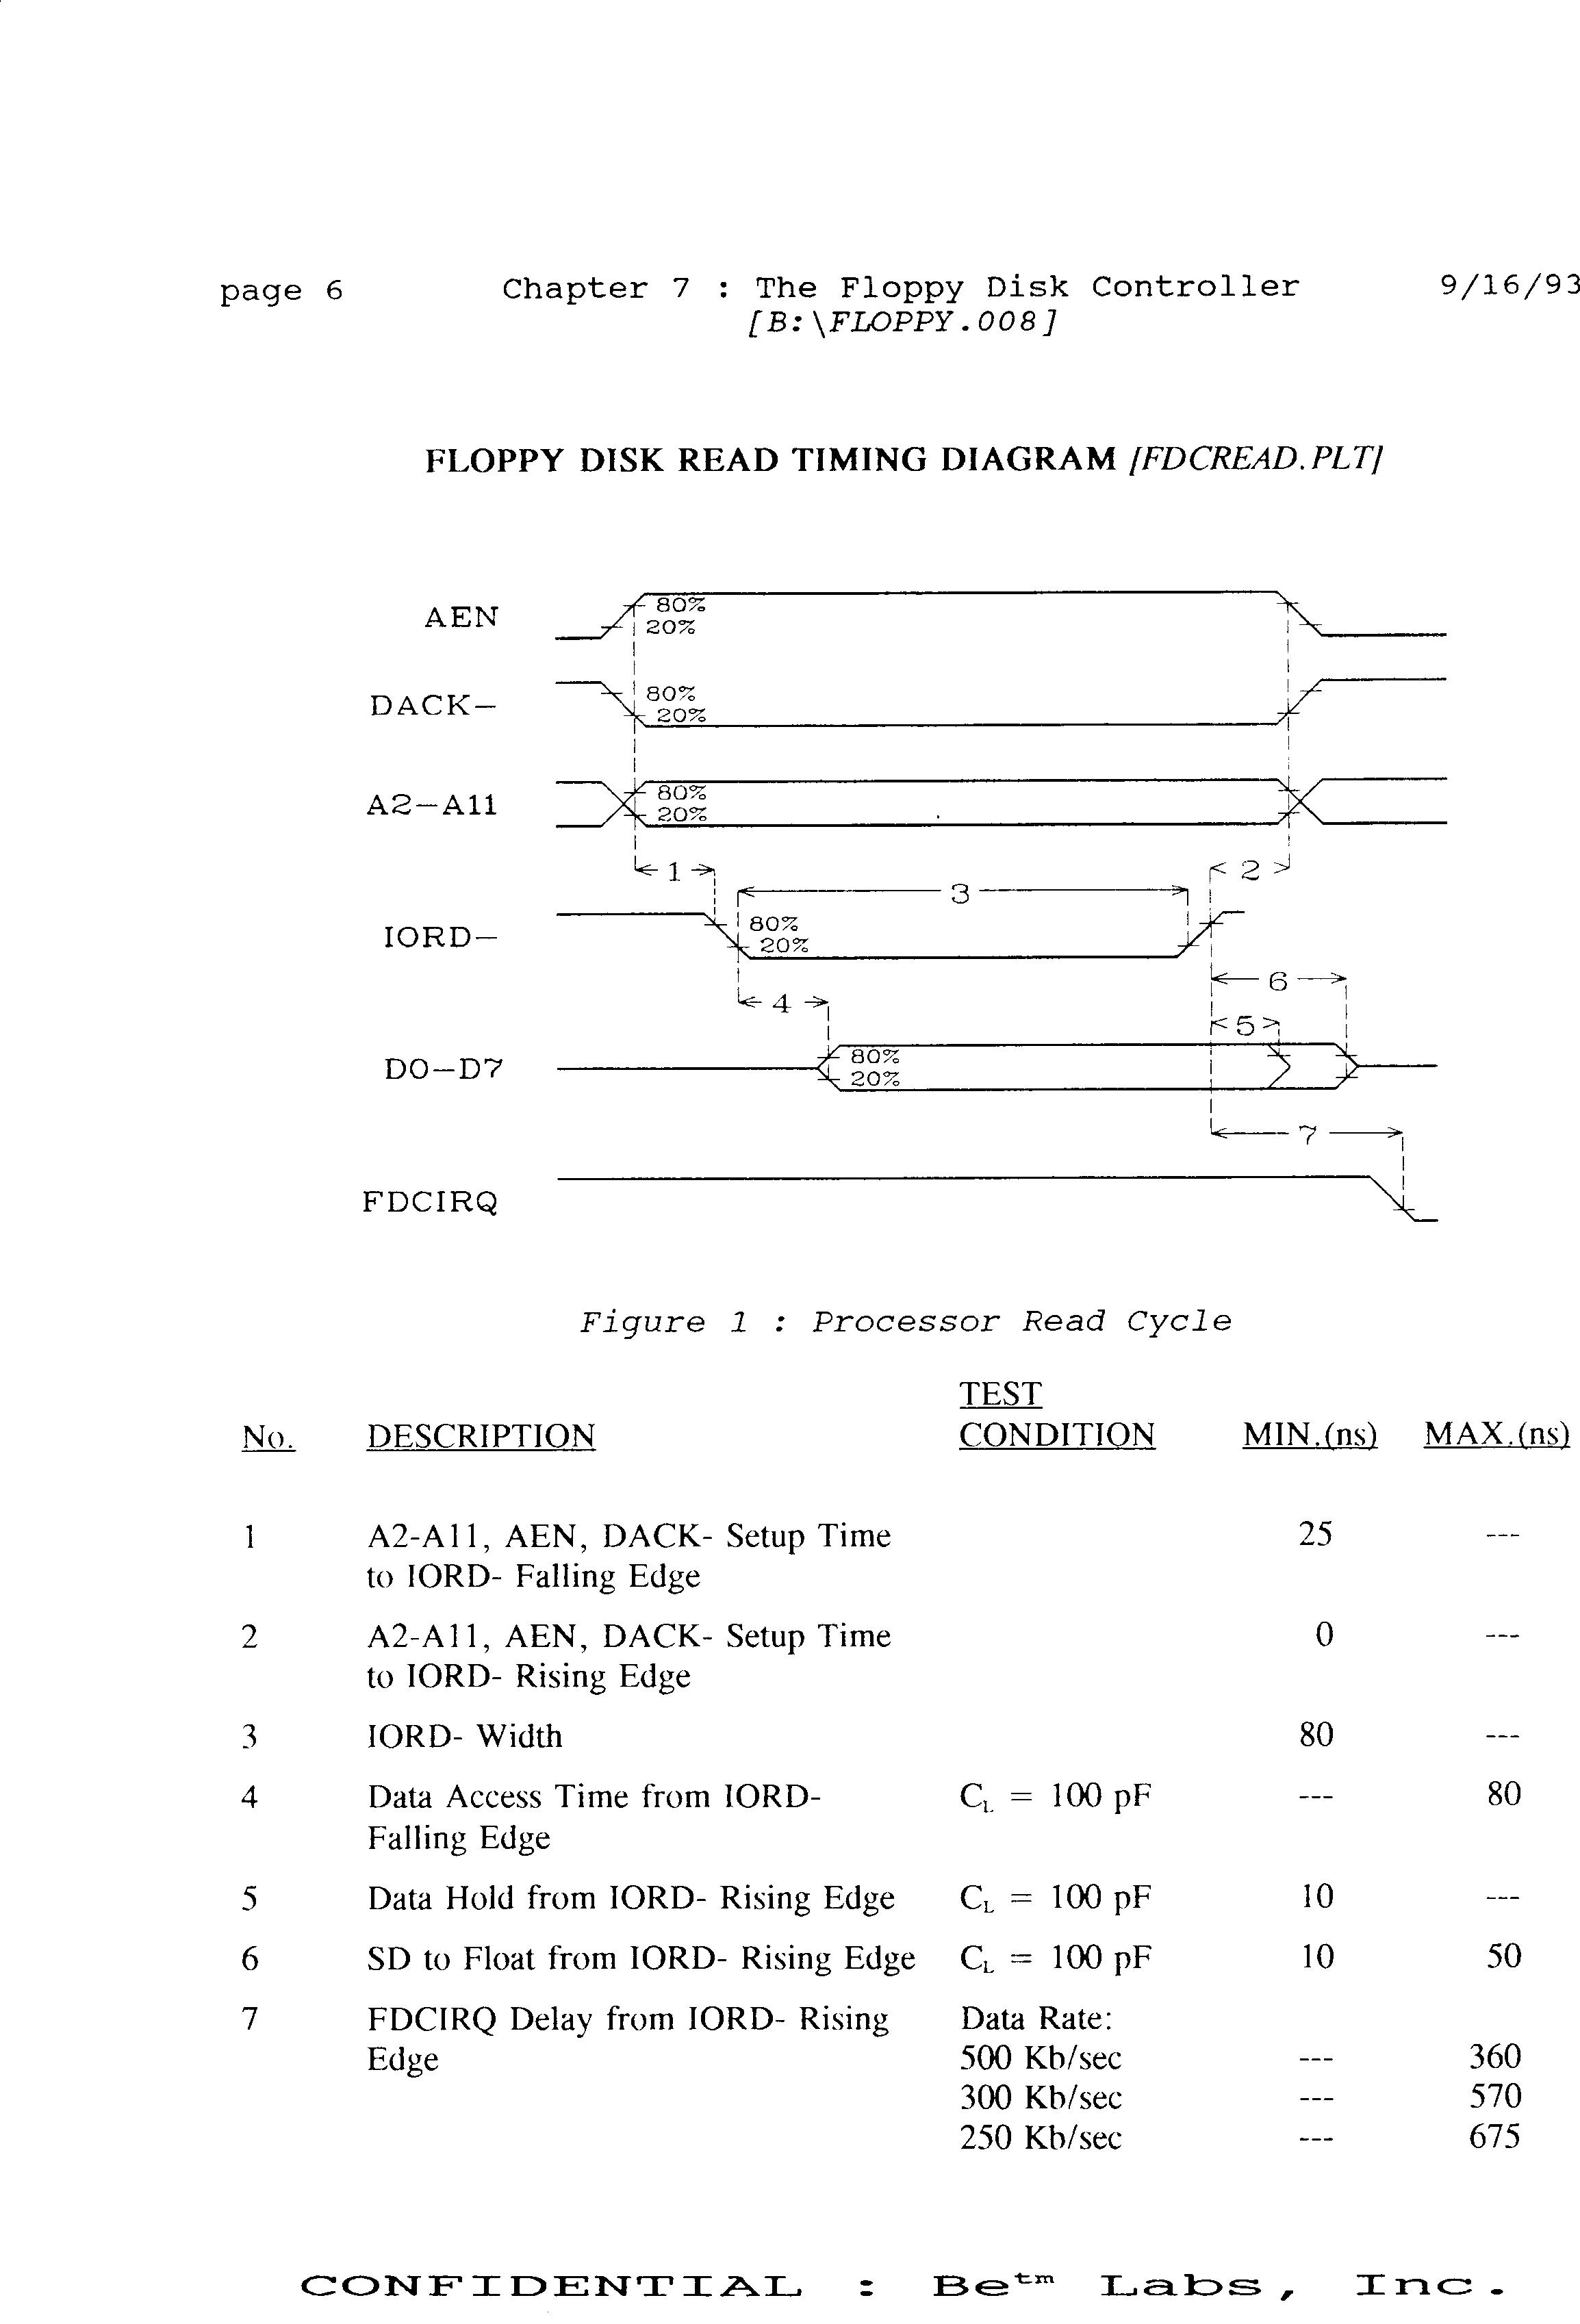 page 6 Chapter 7 : The Floppy Disk Controller 9/16/93
[B:\FLOPPY.008]
FLOPPY DISK READ TIMING DIAGRAM [FDCREAD.PLT]
AEN 80%
20%
DACK– 80%
20%
A2–A11 80%
20%
1 2
3
IORD– 80%
20%
6
4
5
D0–D7 80%
20%
7
FDCIRQ
Figure 1 : Processor Read Cycle
TEST
No. DESCRIPTION CONDITION MIN.(ns) MAX.(ns)
1 A2-A11, AEN, DACK- Setup Time 25 ---
to IORD- Falling Edge
2 A2-A11, AEN, DACK- Setup Time 0 ---
to IORD- Rising Edge
3 IORD- Width 80 ---
4 Data Access Time from IORD- CL = 100 pF --- 80
Falling Edge
5 Data Hold from IORD- Rising Edge CL = 100 pF 10 ---
6 SD to Float from IORD- Rising Edge CL = 100 pF 10 50
7 FDCIRQ Delay from IORD- Rising Data Rate:
Edge 500 Kb/sec --- 360
300 Kb/sec --- 570
250 Kb/sec --- 675
CONFIDENTIAL : Be™ Labs, Inc.